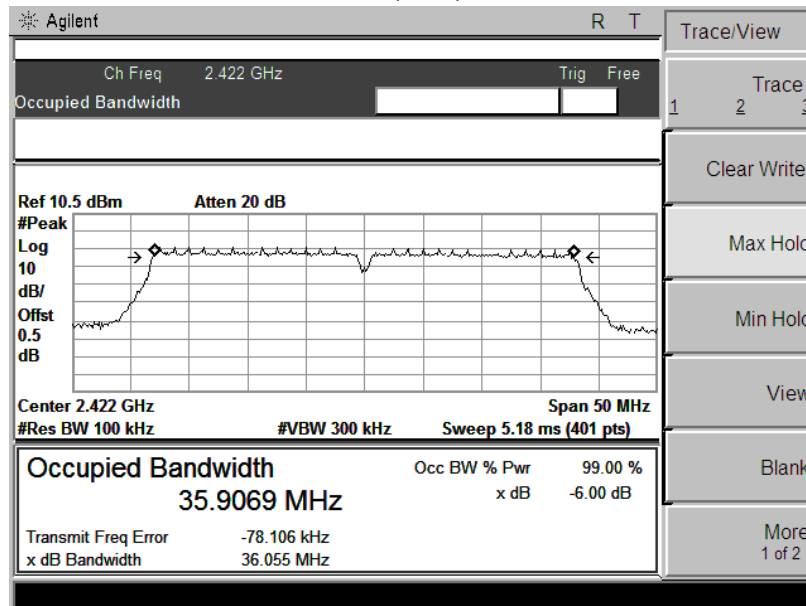 Agilent R T
Ch Freq 2.422 GHz Trig Free
Occupied Bandwidth
Ref 10.5 dBm Atten 20 dB
#Peak
Log
10
dB/
Offst
0.5
dB
Center 2.422 GHz Span 50 MHz
#Res BW 100 kHz #VBW 300 kHz Sweep 5.18 ms (401 pts)
Occupied Bandwidth Occ BW % Pwr 99.00 %
35.9069 MHz x dB -6.00 dB
Transmit Freq Error -78.106 kHz
x dB Bandwidth 36.055 MHz
Trace/View
Trace
1 2 3
Clear Write
Max Hold
Min Hold
View
Blank
More
1 of 2